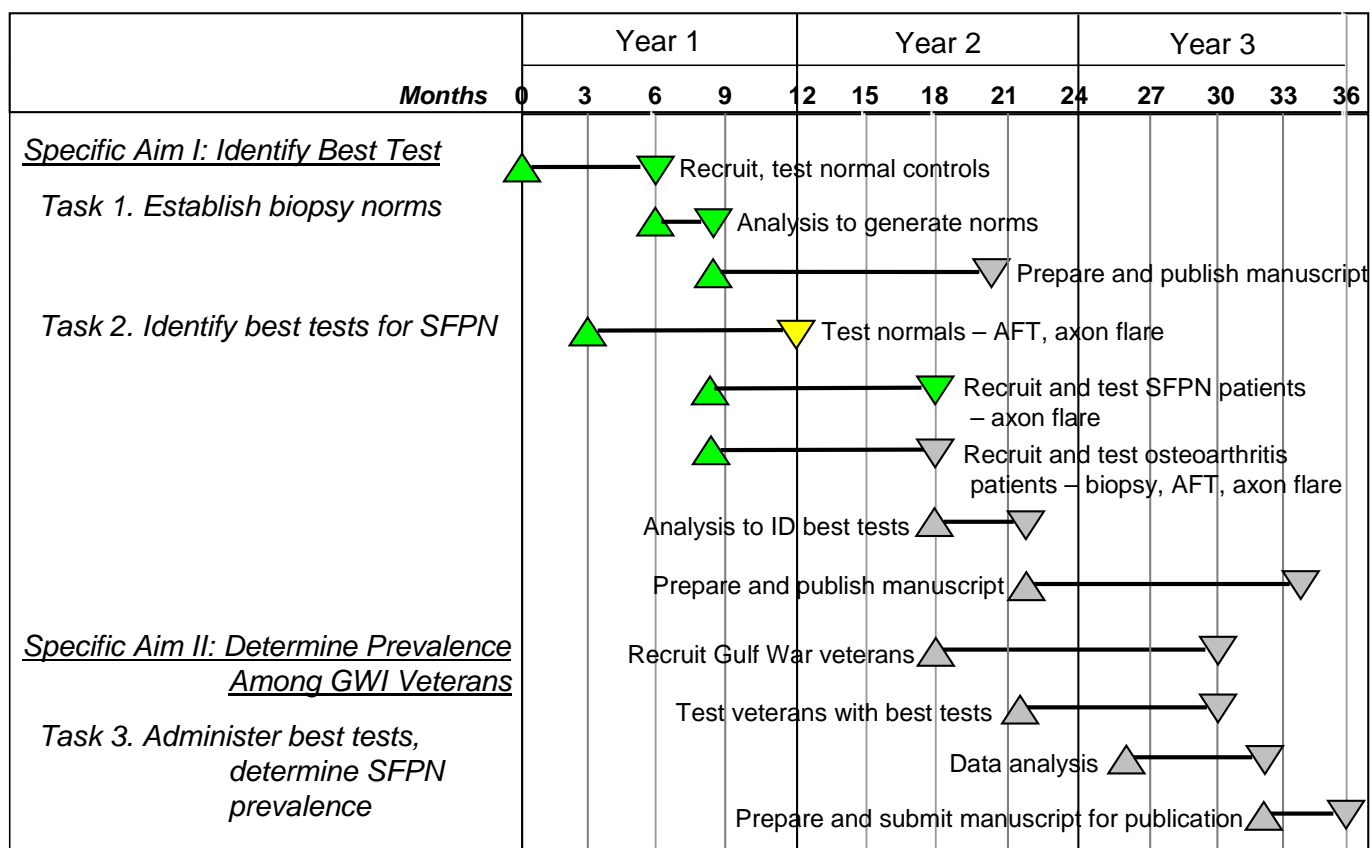 Year 1 Year 2 Year 3
Months 0 3 6 9 12 15 18 21 24 27 30 33 36
Specific Aim I: Identify Best Test
Recruit, test normal controls
Task 1. Establish biopsy norms
Analysis to generate norms
Prepare and publish manuscript
Task 2. Identify best tests for SFPN
Test normals – AFT, axon flare
Recruit and test SFPN patients
– axon flare
Recruit and test osteoarthritis
patients – biopsy, AFT, axon flare
Analysis to ID best tests
Prepare and publish manuscript
Specific Aim II: Determine Prevalence
Among GWI Veterans
Recruit Gulf War veterans
Test veterans with best tests
Task 3. Administer best tests,
determine SFPN
prevalence
Data analysis
Prepare and submit manuscript for publication